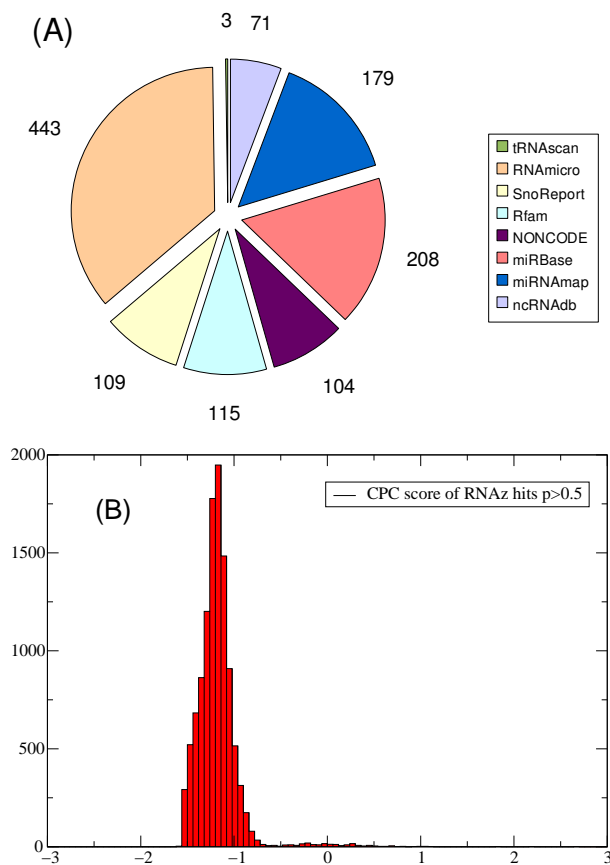 (A)
3
71
179
443
208
109
104
115
tRNAscan
RNAmicro
SnoReport
Rfam
NONCODE
miRBase
miRNAmap
ncRNAdb
(B)
CPC score of RNAz hits p>0.5
2000
1500
1000
500
0
−3
−2
−1
0
1
2
3